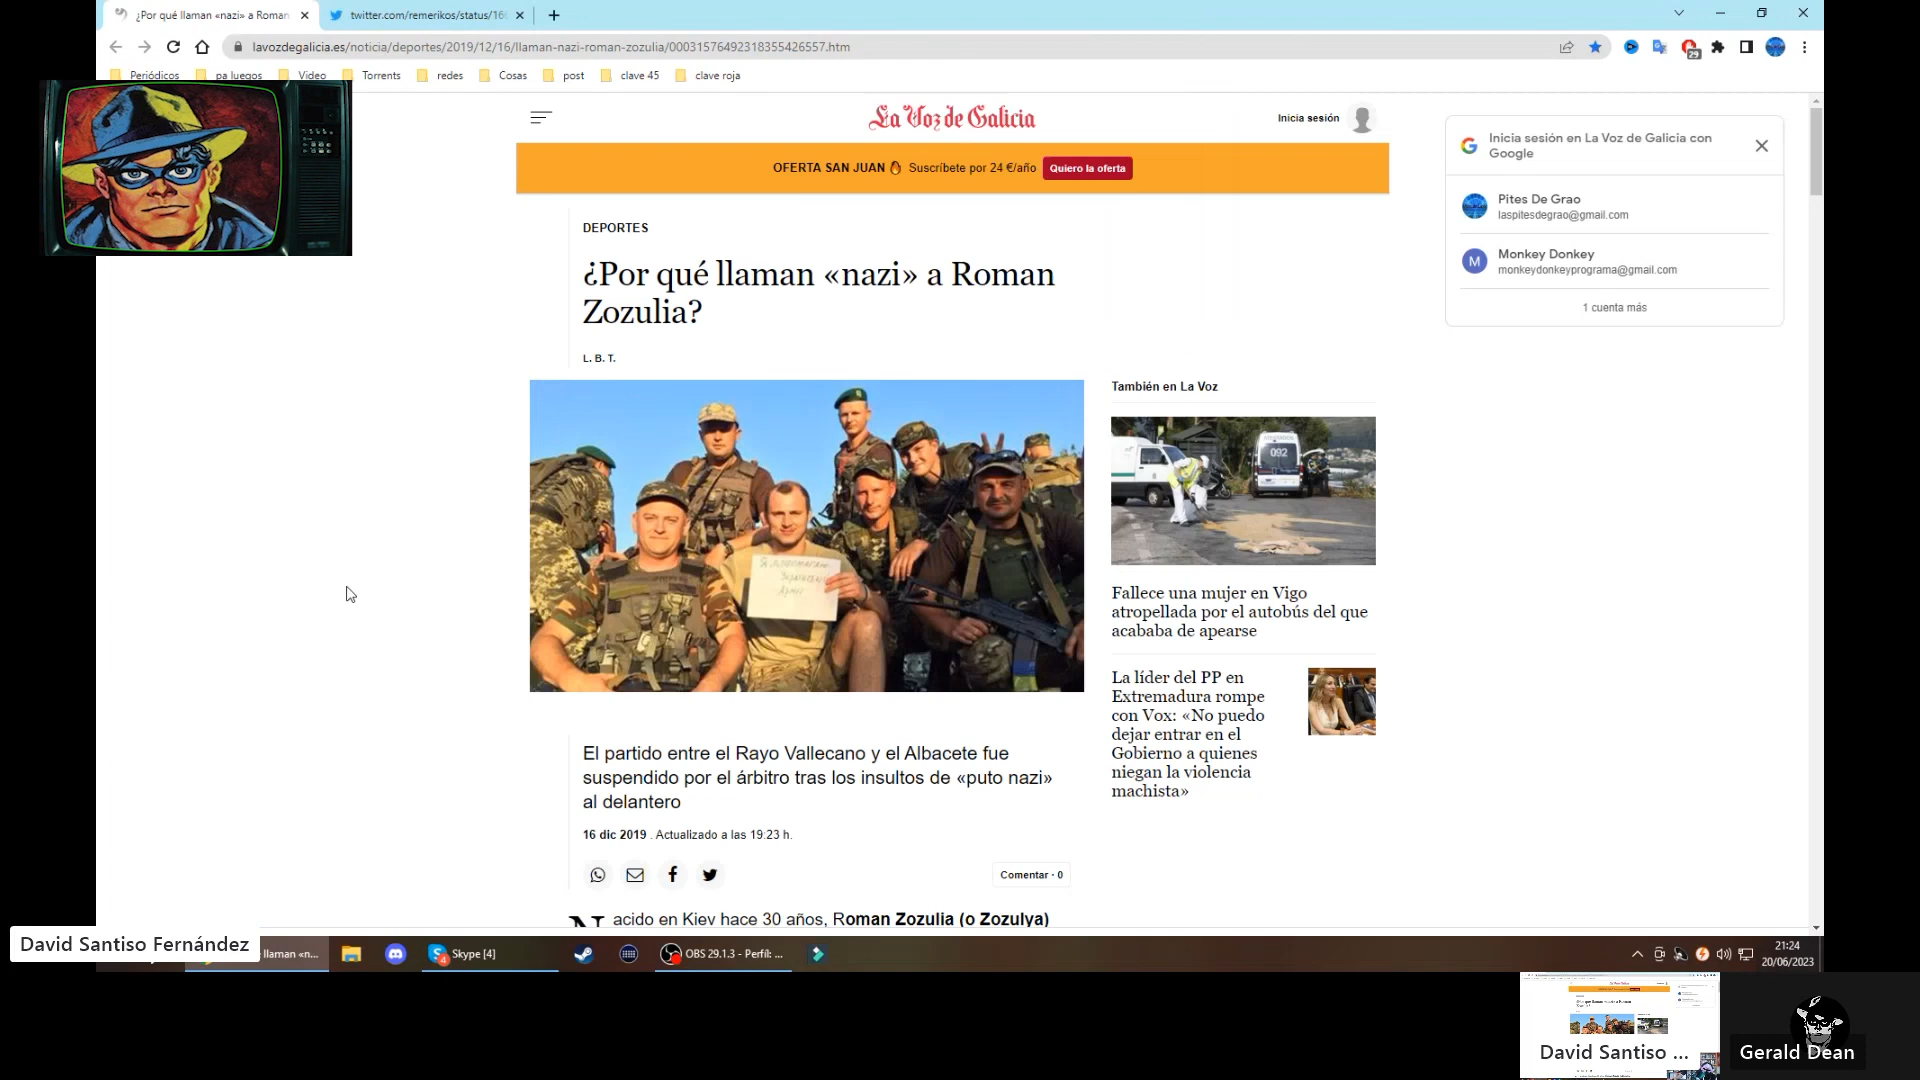 ¿Por qué llaman «nazi» a Roman
twitter.com/remerikos/status/16
lavozdegalicia.es/noticia/deportes/2019/12/16/llaman-nazi-roman-zozulia/00031576492318355426557.htm
29
Periódicos
pa luegos
Video
Torrents
redes
Cosas
post
clave 45
clave roja
La Voz de Galicia
Inicia sesión
OFERTA SAN JUAN Suscríbete por 24 €/año Quiero la oferta
Inicia sesión en La Voz de Galicia con
Google
Pites De Grao
laspitesdegrao@gmail.com
M
Monkey Donkey
monkeydonkeyprograma@gmail.com
1 cuenta más
DEPORTES
¿Por qué llaman «nazi» a Roman
Zozulia?
L. B. T.
También en La Voz
092
Fallece una mujer en Vigo
atropellada por el autobús del que
acababa de apearse
La líder del PP en
Extremadura rompe
con Vox: «No puedo
dejar entrar en el
Gobierno a quienes
niegan la violencia
machista»
El partido entre el Rayo Vallecano y el Albacete fue
suspendido por el árbitro tras los insultos de «puto nazi»
al delantero
16 dic 2019 . Actualizado a las 19:23 h.
Comentar · 0
Nacido en Kiev hace 30 años, Roman Zozulia (o Zozulya)
David Santiso Fernández
llaman «n...
4
Skype [4]
OBS 29.1.3 - Perfil: ...
21:24
20/06/2023
David Santiso ...
Gerald Dean